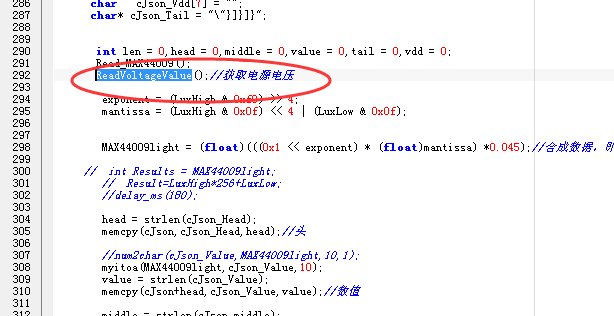 286 char cJson_Vdd[7] = "";
287 char* cJson_Tail = "\"}]}]}";
288
289
290 int len = 0,head = 0,middle = 0,value = 0,tail = 0,vdd = 0;
291 Read_MAX44009();
292 ReadVoltageValue();//获取电源电压
293
294 exponent = (LuxHigh & 0xf0) >> 4;
295 mantissa = (LuxHigh & 0x0f) << 4 | (LuxLow & 0x0f);
296
297
298 MAX44009light = (float)(((0x1 << exponent) * (float)mantissa) *0.045);//合成数据，
299
300 // int Results = MAX44009light;
301 // Result=LuxHigh*256+LuxLow;
302 //delay_ms(180);
303
304 head = strlen(cJson_Head);
305 memcpy(cJson,cJson_Head,head);//头
306
307 //num2char(cJson_Value,MAX44009light,10,1);
308 myitoa(MAX44009light,cJson_Value,10);
309 value = strlen(cJson_Value);
310 memcpy(cJson+head,cJson_Value,value);//数值
311
312 middle = strlen(cJson_middle);